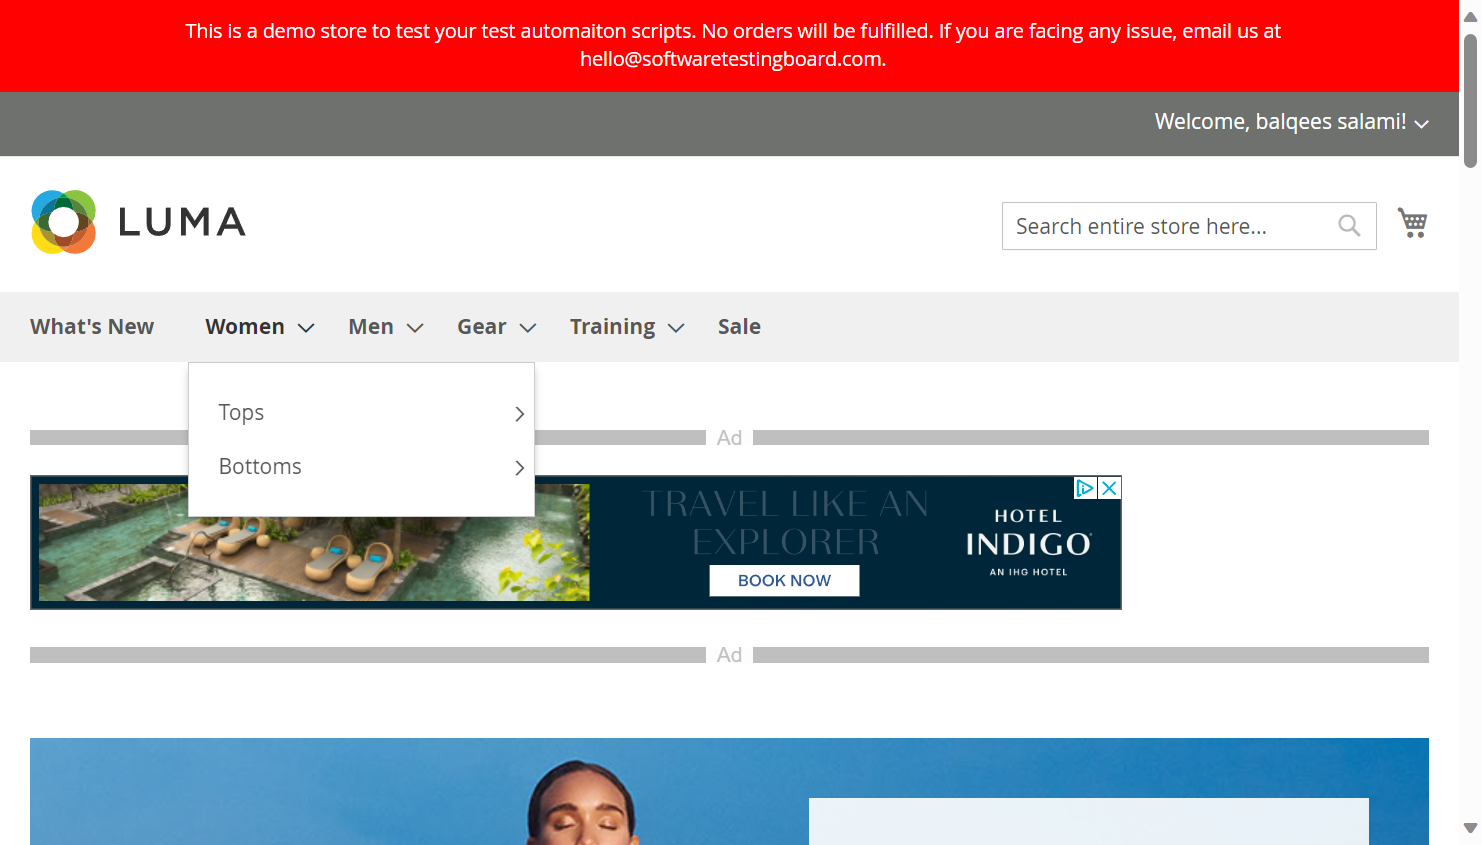 This is a demo store to test your test automaiton scripts. No orders will be fulfilled. If you are facing any issue, email us at
hello@softwaretestingboard.com.
Welcome, balqees salami!
LUMA
Search entire store here...
What's New
Women
Men
Gear
Training
Sale
Tops
Bottoms
Ad
TRAVEL LIKE AN
EXPLORER
BOOK NOW
HOTEL
INDIGO
AN IHG HOTEL
Ad